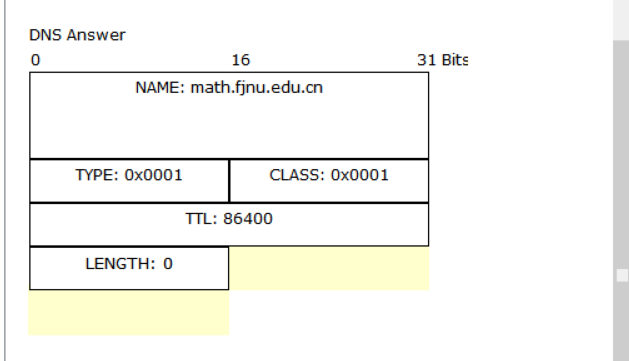 DNS Answer
0 16 31 Bits
NAME: math.fjnu.edu.cn
TYPE: 0x0001 CLASS: 0x0001
TTL: 86400
LENGTH: 0